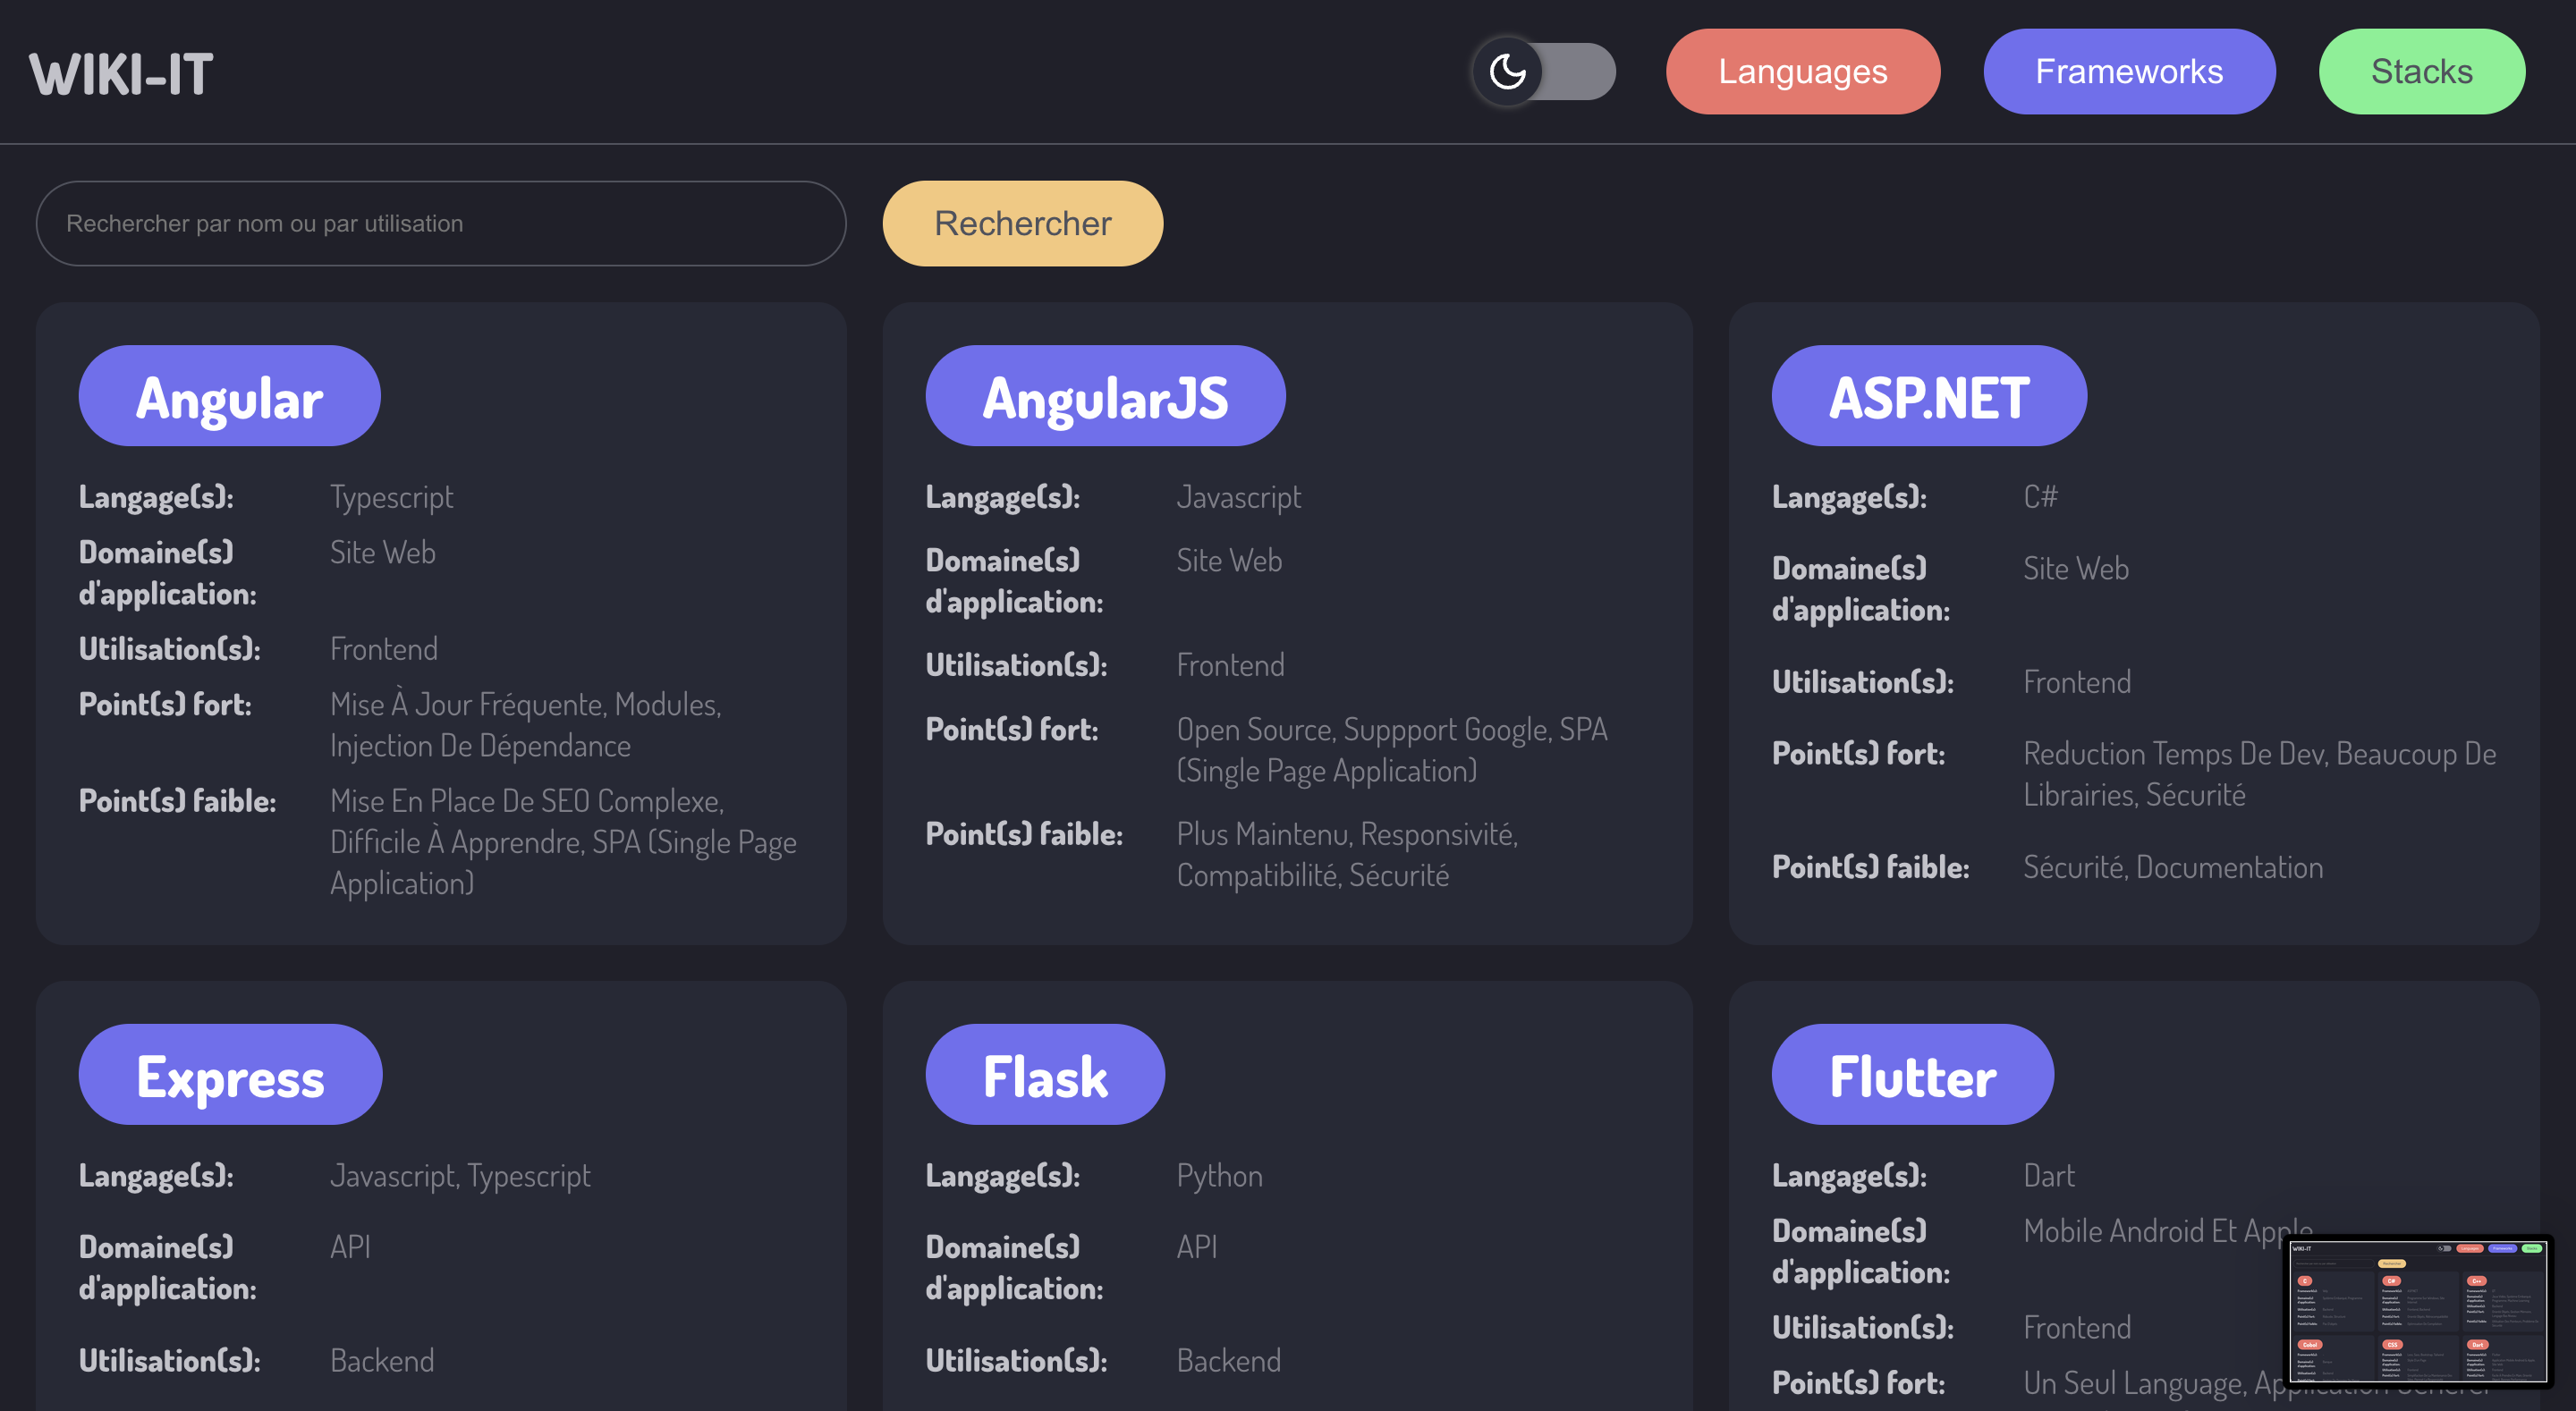 WIKI-IT
Languages
Frameworks
Stacks
Rechercher par nom ou par utilisation
Rechercher
Angular
Langage(s): Typescript
Domaine(s) Site Web
d'application:
Utilisation(s): Frontend
Point(s) fort: Mise À Jour Fréquente, Modules,
Injection De Dépendance
Point(s) faible: Mise En Place De SEO Complexe,
Difficile À Apprendre, SPA (Single Page
Application)
AngularJS
Langage(s): Javascript
Domaine(s) Site Web
d'application:
Utilisation(s): Frontend
Point(s) fort: Open Source, Suppport Google, SPA
(Single Page Application)
Point(s) faible: Plus Maintenu, Responsivité,
Compatibilité, Sécurité
ASP.NET
Langage(s): C#
Domaine(s) Site Web
d'application:
Utilisation(s): Frontend
Point(s) fort: Reduction Temps De Dev, Beaucoup De
Librairies, Sécurité
Point(s) faible: Sécurité, Documentation
Express
Langage(s): Javascript, Typescript
Domaine(s) API
d'application:
Utilisation(s): Backend
Flask
Langage(s): Python
Domaine(s) API
d'application:
Utilisation(s): Backend
Flutter
Langage(s): Dart
Domaine(s) Mobile Android Et Apple
d'application:
Utilisation(s): Frontend
Point(s) fort: Un Seul Language,
WIKI-IT
C
C#
C++
Cobol
CSS
Dart